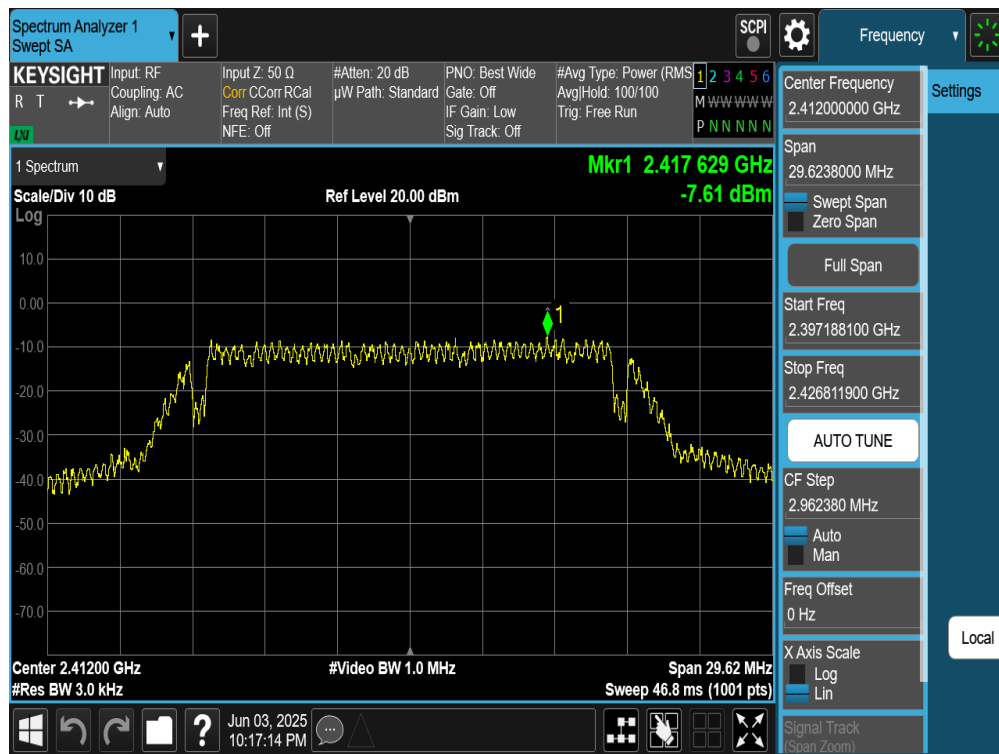 Spectrum Analyzer 1
Swept SA
+
SCPI
Frequency
KEYSIGHT
R T
LXI
Input: RF
Coupling: AC
Align: Auto
Input Z: 50 Ω
Corr CCorr RCal
Freq Ref: Int (S)
NFE: Off
#Atten: 20 dB
µW Path: Standard
PNO: Best Wide
Gate: Off
IF Gain: Low
Sig Track: Off
#Avg Type: Power (RMS
Avg|Hold: 100/100
Trig: Free Run
1 2 3 4 5 6
M W W W W W
P N N N N N
1 Spectrum
Mkr1 2.417 629 GHz
-7.61 dBm
Scale/Div 10 dB
Ref Level 20.00 dBm
Log
10.0
0.00
-10.0
-20.0
-30.0
-40.0
-50.0
-60.0
-70.0
1
Center 2.41200 GHz
#Video BW 1.0 MHz
Span 29.62 MHz
#Res BW 3.0 kHz
Sweep 46.8 ms (1001 pts)
Center Frequency
2.412000000 GHz
Settings
Span
29.6238000 MHz
Swept Span
Zero Span
Full Span
Start Freq
2.397188100 GHz
Stop Freq
2.426811900 GHz
AUTO TUNE
CF Step
2.962380 MHz
Auto
Man
Freq Offset
0 Hz
Local
X Axis Scale
Log
Lin
Signal Track
(Span Zoom)
?
Jun 03, 2025
10:17:14 PM